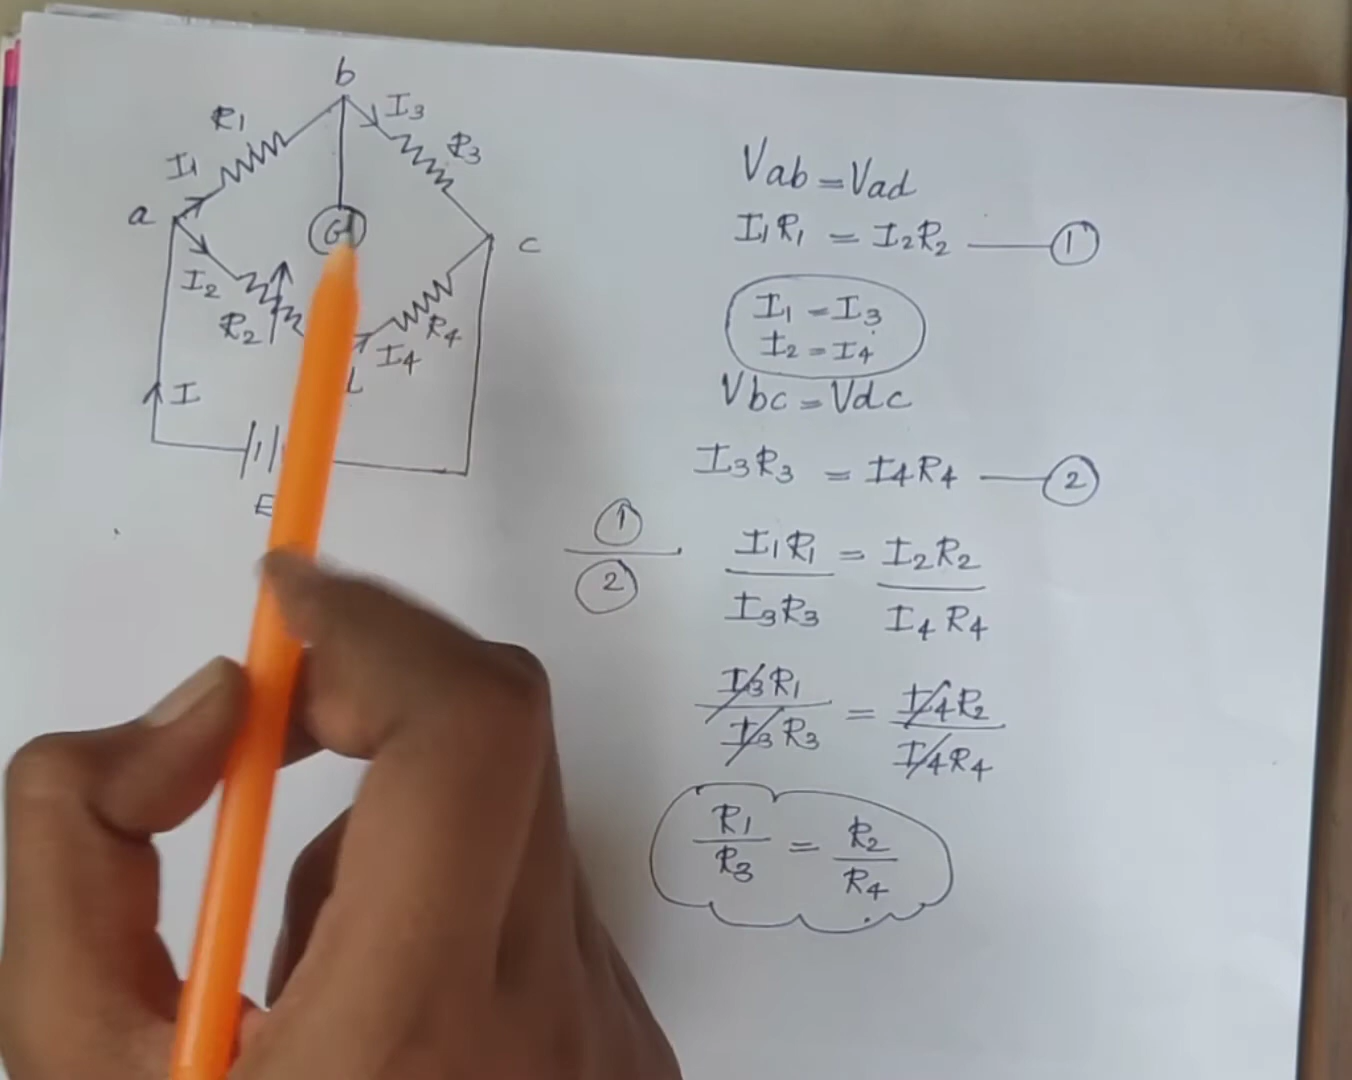 b
I3
R1
R3
I1
a
G
c
I2
R2
R4
I4
I
E
Vab = Vad
I1R1 = I2R2 —— 1
I1 = I3
I2 = I4
Vbc = Vdc
I3R3 = I4R4 —— 2
1 / 2
I1R1 / I3R3 = I2R2 / I4R4
I3R1 / I3R3 = I4R2 / I4R4
R1 / R3 = R2 / R4